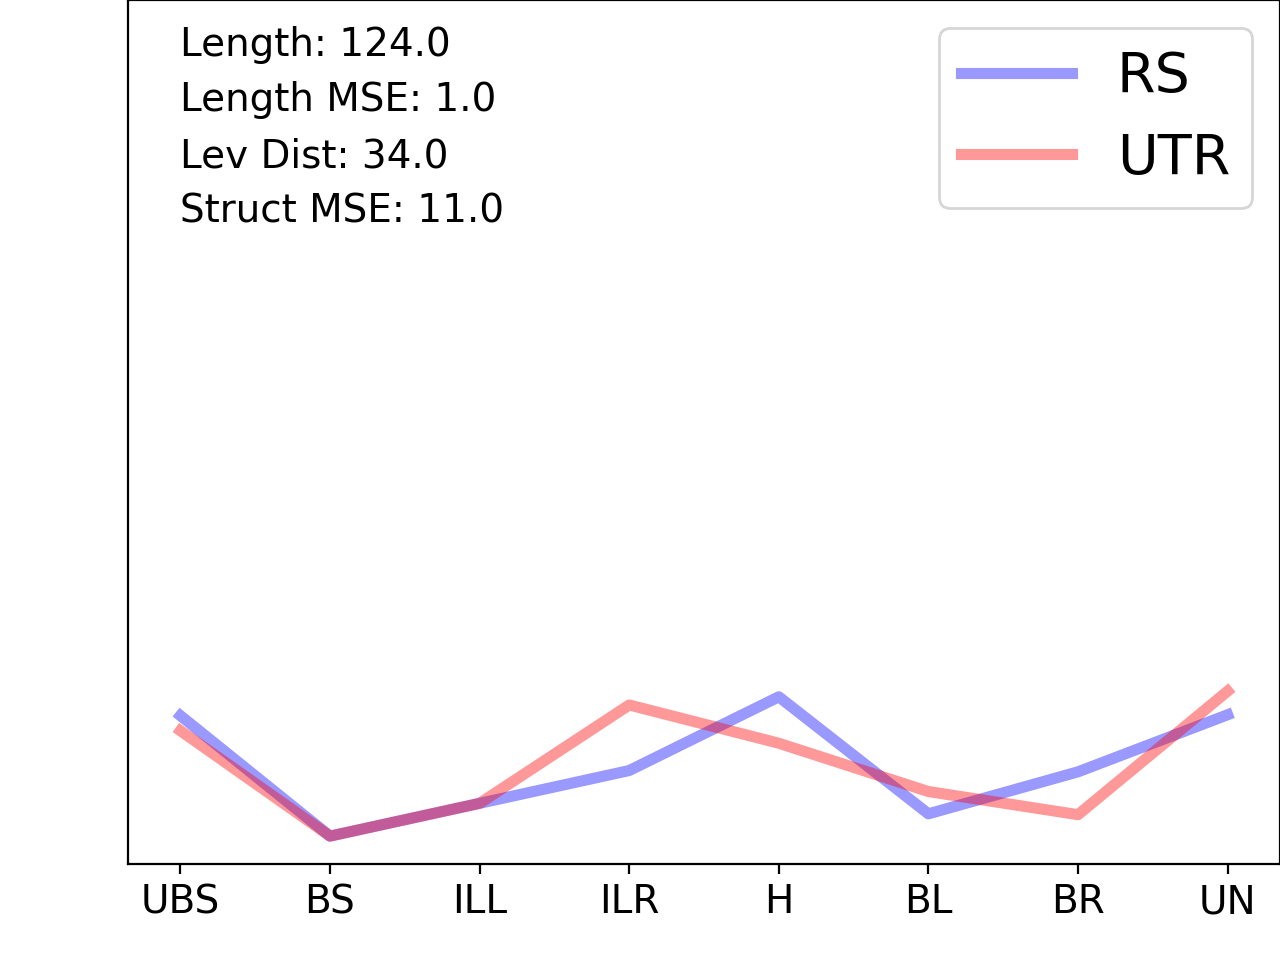 Length: 124.0
Length MSE: 1.0
Lev Dist: 34.0
Struct MSE: 11.0
RS
UTR
UBS BS ILL ILR H BL BR UN